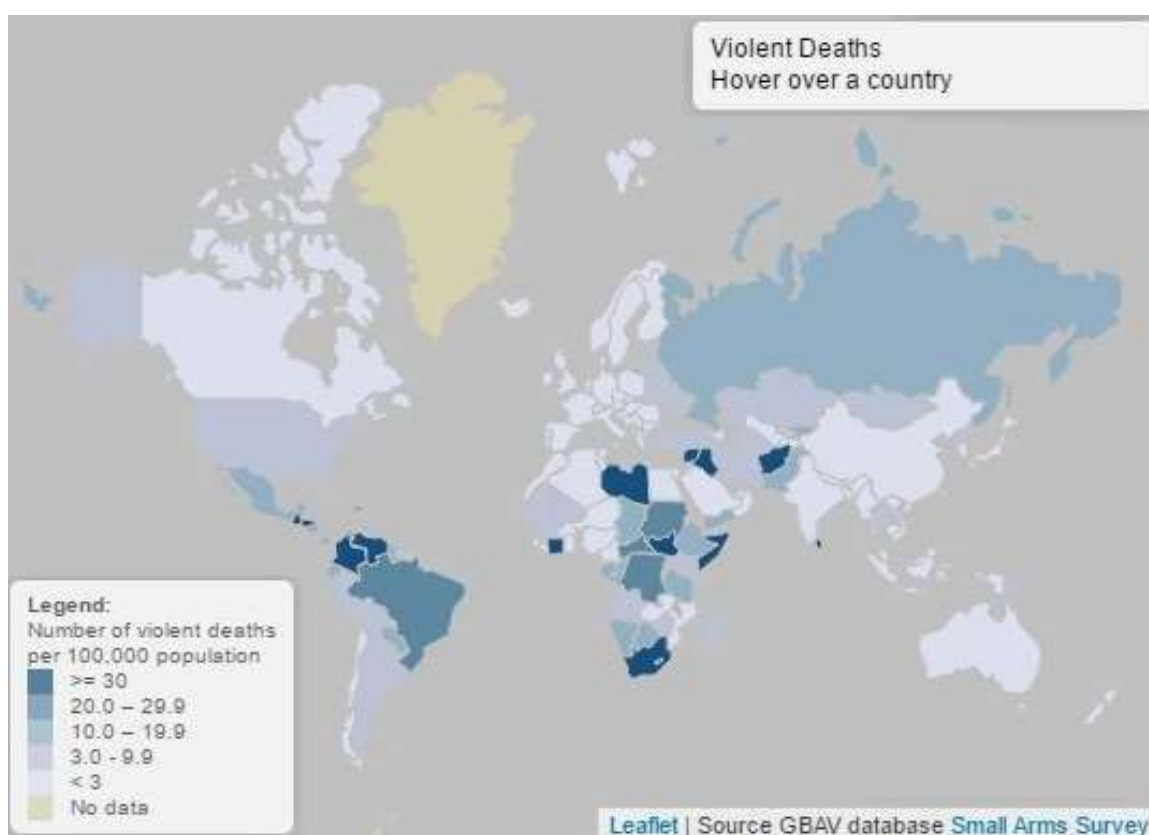 Violent Deaths
Hover over a country
Legend:
Number of violent deaths
per 100.000 population
>= 30
20.0 – 29.9
10.0 – 19.9
3.0 - 9.9
< 3
No data
Leaflet | Source GBAV database Small Arms Survey